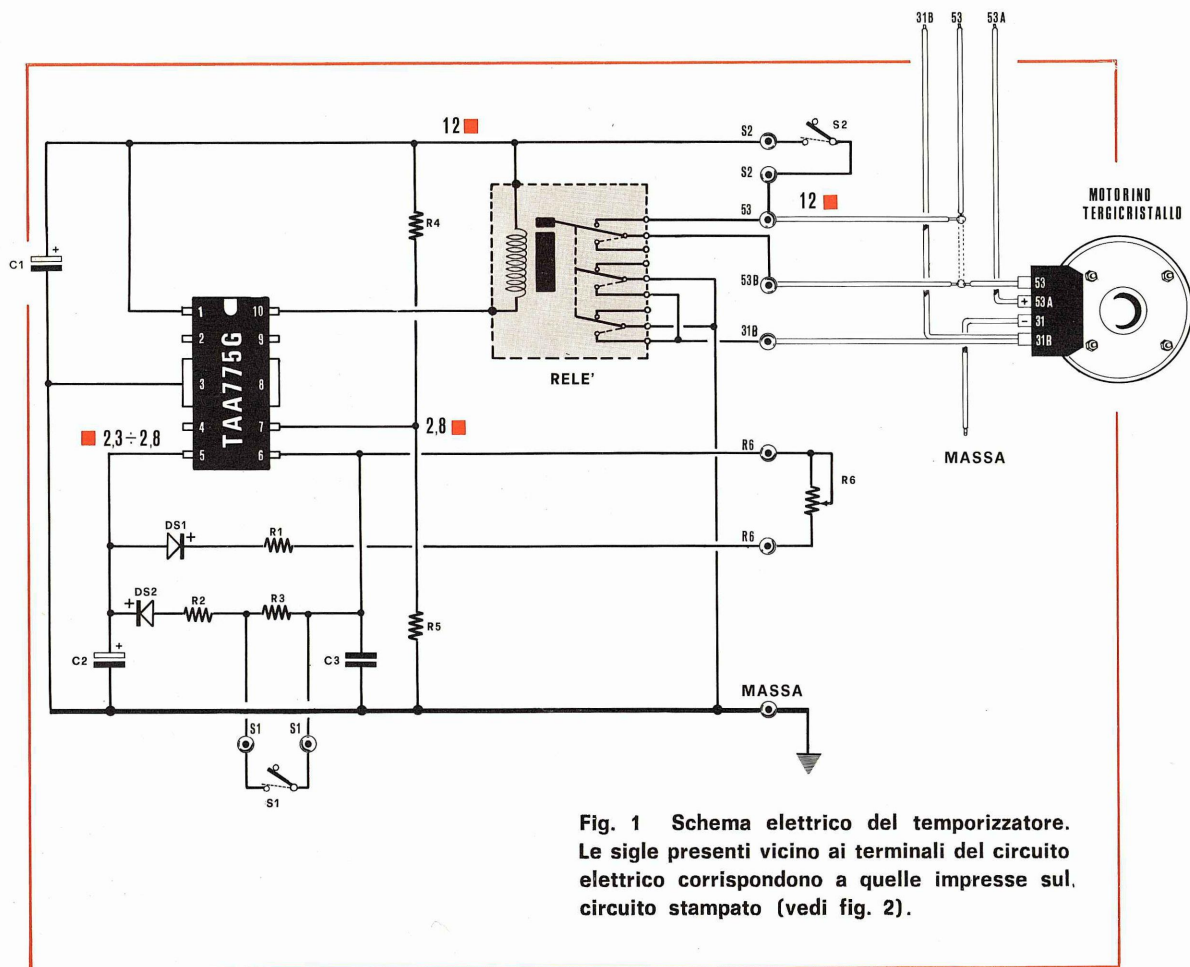 31B 53 53A
12
S2
S2
S2
R4
53
12
MOTORINO
TERGICRISTALLO
C1
1
10
53B
53
+ 53A
- 31
31B
2
9
31B
RELE'
3
8
TAA775G
4
7
2,3÷2,8
2,8
5
6
R6
MASSA
R6
DS1
+
R1
R6
DS2
+
R2
R3
R5
C2
+
C3
MASSA
S1
S1
S1
+
Fig. 1 Schema elettrico del temporizzatore.
Le sigle presenti vicino ai terminali del circuito
elettrico corrispondono a quelle impresse sul.
circuito stampato (vedi fig. 2).